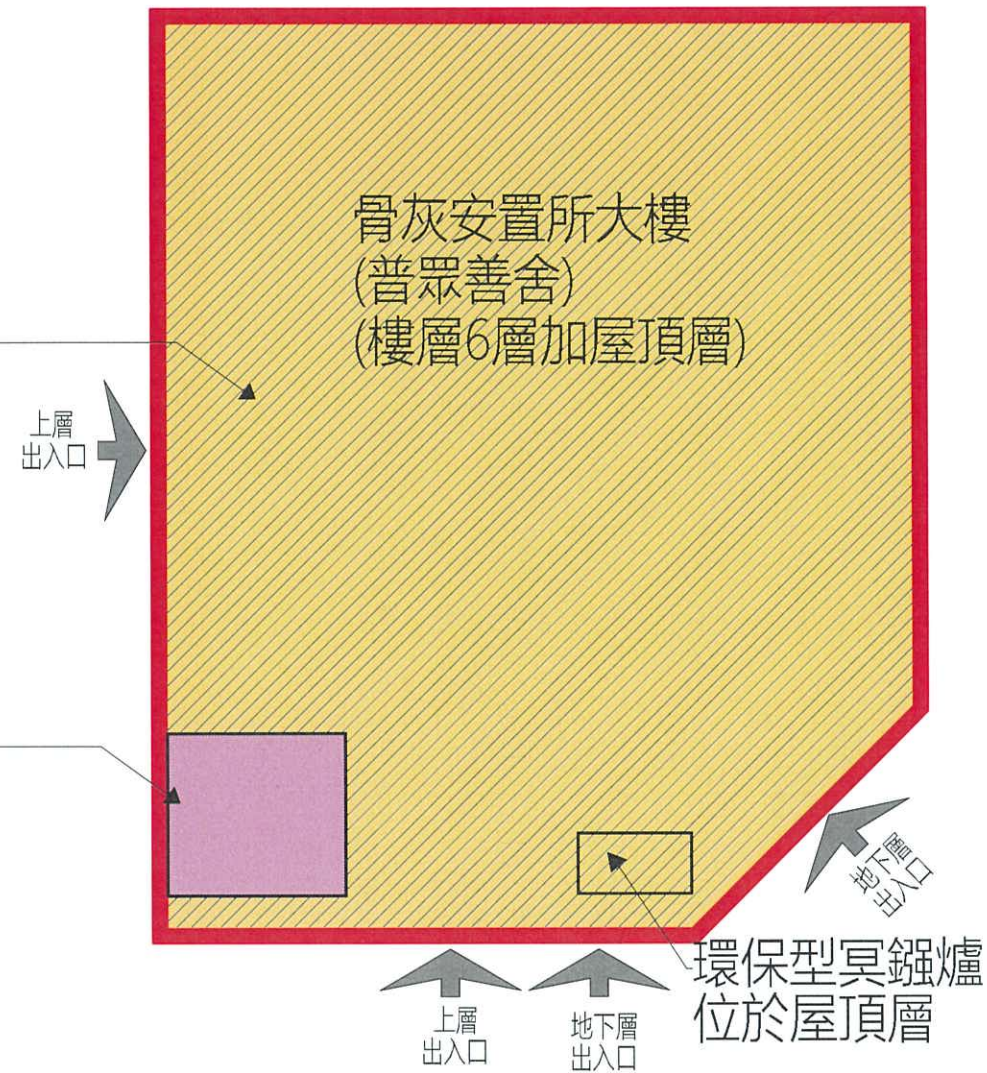 骨灰安置所大樓
(普眾善舍)
(樓層6層加屋頂層)
上層
出入口
地下層
出入口
環保型冥鏹爐
位於屋頂層
上層
出入口
地下層
出入口